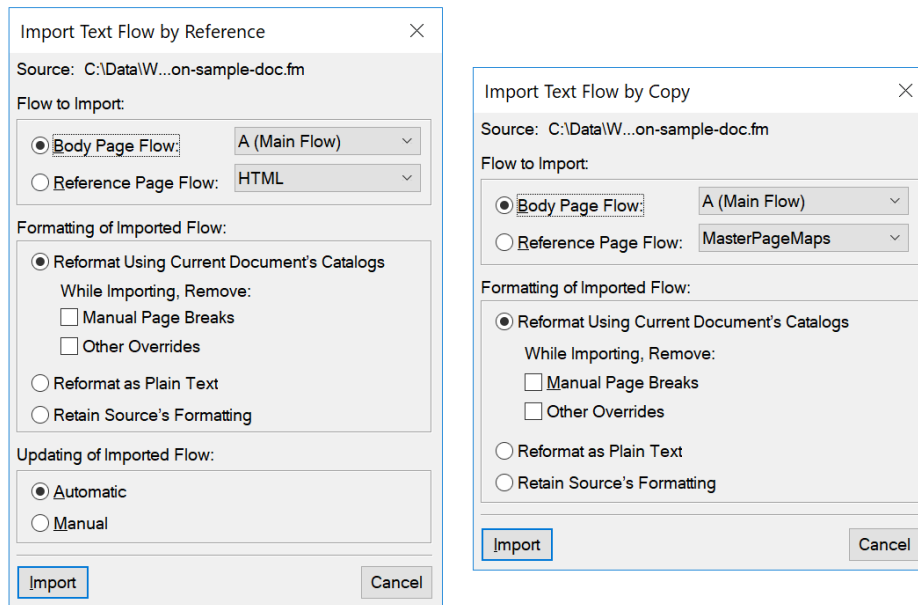 Import Text Flow by Reference
Source: C:\Data\W...on-sample-doc.fm
Flow to Import:
Body Page Flow: A (Main Flow)
Reference Page Flow: HTML
Formatting of Imported Flow:
Reformat Using Current Document's Catalogs
While Importing, Remove:
Manual Page Breaks
Other Overrides
Reformat as Plain Text
Retain Source's Formatting
Updating of Imported Flow:
Automatic
Manual
Import Cancel
Import Text Flow by Copy
Source: C:\Data\W...on-sample-doc.fm
Flow to Import:
Body Page Flow: A (Main Flow)
Reference Page Flow: MasterPageMaps
Formatting of Imported Flow:
Reformat Using Current Document's Catalogs
While Importing, Remove:
Manual Page Breaks
Other Overrides
Reformat as Plain Text
Retain Source's Formatting
Import Cancel